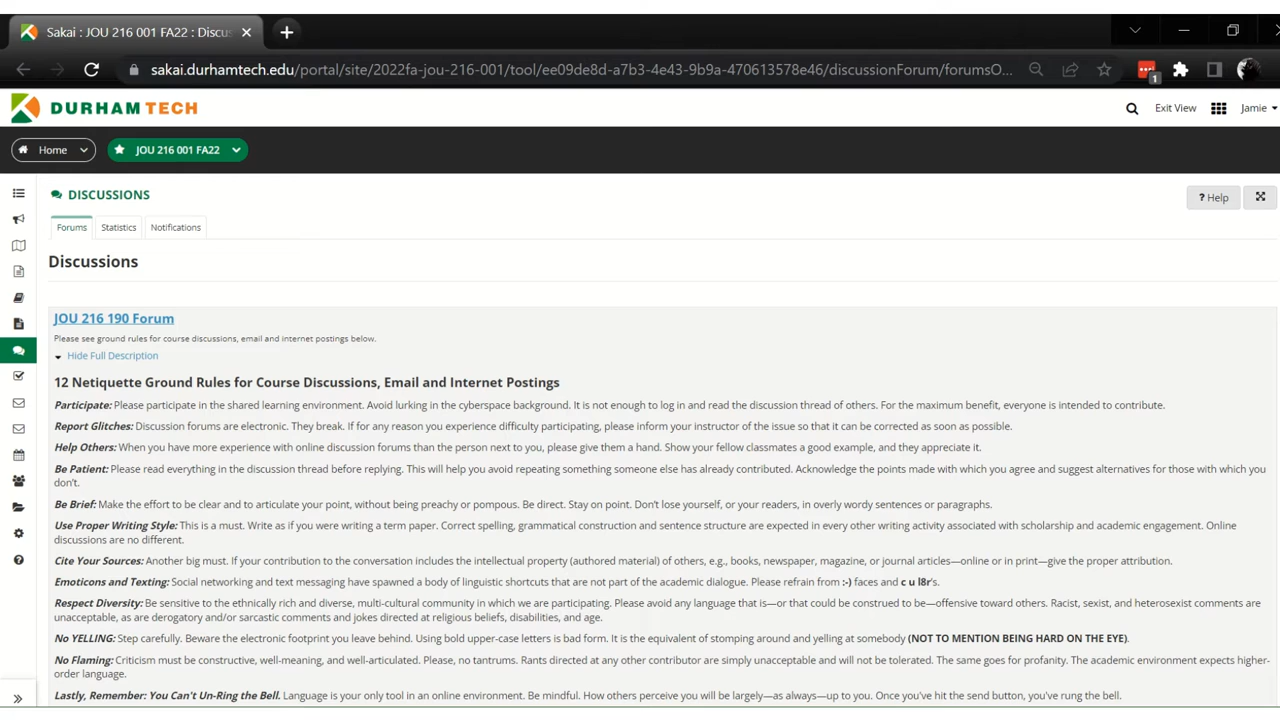 Sakai : JOU 216 001 FA22 : Discus
sakai.durhamtech.edu/portal/site/2022fa-jou-216-001/tool/ee09de8d-a7b3-4e43-9b9a-470613578e46/discussionForum/forumsO...
1
DURHAM TECH
Exit View
Jamie
Home
JOU 216 001 FA22
DISCUSSIONS
? Help
Forums
Statistics
Notifications
Discussions
JOU 216 190 Forum
Please see ground rules for course discussions, email and internet postings below.
Hide Full Description
12 Netiquette Ground Rules for Course Discussions, Email and Internet Postings
Participate: Please participate in the shared learning environment. Avoid lurking in the cyberspace background. It is not enough to log in and read the discussion thread of others. For the maximum benefit, everyone is intended to contribute.
Report Glitches: Discussion forums are electronic. They break. If for any reason you experience difficulty participating, please inform your instructor of the issue so that it can be corrected as soon as possible.
Help Others: When you have more experience with online discussion forums than the person next to you, please give them a hand. Show your fellow classmates a good example, and they appreciate it.
Be Patient: Please read everything in the discussion thread before replying. This will help you avoid repeating something someone else has already contributed. Acknowledge the points made with which you agree and suggest alternatives for those with which you
don't.
Be Brief: Make the effort to be clear and to articulate your point, without being preachy or pompous. Be direct. Stay on point. Don't lose yourself, or your readers, in overly wordy sentences or paragraphs.
Use Proper Writing Style: This is a must. Write as if you were writing a term paper. Correct spelling, grammatical construction and sentence structure are expected in every other writing activity associated with scholarship and academic engagement. Online
discussions are no different.
Cite Your Sources: Another big must. If your contribution to the conversation includes the intellectual property (authored material) of others, e.g., books, newspaper, magazine, or journal articles—online or in print—give the proper attribution.
Emoticons and Texting: Social networking and text messaging have spawned a body of linguistic shortcuts that are not part of the academic dialogue. Please refrain from :-) faces and c u l8r's.
Respect Diversity: Be sensitive to the ethnically rich and diverse, multi-cultural community in which we are participating. Please avoid any language that is—or that could be construed to be—offensive toward others. Racist, sexist, and heterosexist comments are
unacceptable, as are derogatory and/or sarcastic comments and jokes directed at religious beliefs, disabilities, and age.
No YELLING: Step carefully. Beware the electronic footprint you leave behind. Using bold upper-case letters is bad form. It is the equivalent of stomping around and yelling at somebody (NOT TO MENTION BEING HARD ON THE EYE).
No Flaming: Criticism must be constructive, well-meaning, and well-articulated. Please, no tantrums. Rants directed at any other contributor are simply unacceptable and will not be tolerated. The same goes for profanity. The academic environment expects higher-
order language.
Lastly, Remember: You Can't Un-Ring the Bell. Language is your only tool in an online environment. Be mindful. How others perceive you will be largely—as always—up to you. Once you've hit the send button, you've rung the bell.